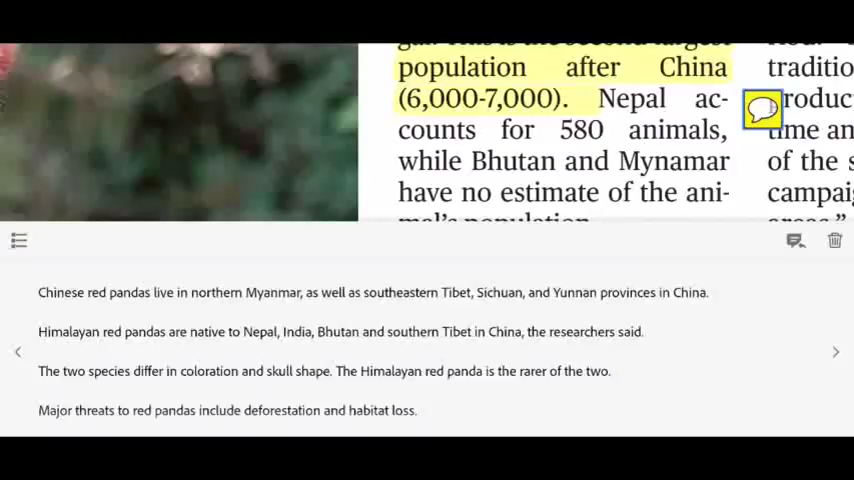 population after China
(6,000-7,000). Nepal ac-
counts for 580 animals,
while Bhutan and Mynamar
have no estimate of the ani-
mal's population.
time an
of the s
campaig
areas."
Chinese red pandas live in northern Myanmar, as well as southeastern Tibet, Sichuan, and Yunnan provinces in China.
Himalayan red pandas are native to Nepal, India, Bhutan and southern Tibet in China, the researchers said.
The two species differ in coloration and skull shape. The Himalayan red panda is the rarer of the two.
Major threats to red pandas include deforestation and habitat loss.